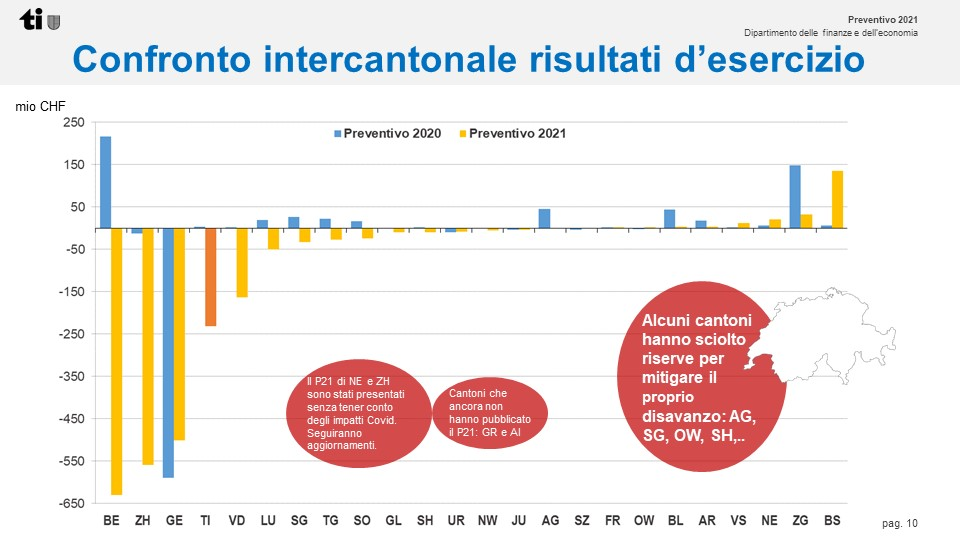 ti
Preventivo 2021
Dipartimento delle finanze e dell'economia
Confronto intercantonale risultati d'esercizio
mio CHF
Preventivo 2020 Preventivo 2021
250
150
50
-50
-150
-250
-350
-450
-550
-650
Alcuni cantoni
hanno sciolto
riserve per
mitigare il
proprio
disavanzo: AG,
SG, OW, SH,..
Il P21 di NE e ZH
sono stati presentati
senza tener conto
degli impatti Covid.
Seguiranno
aggiornamenti.
Cantoni che
ancora non
hanno pubblicato
il P21: GR e AI
BE ZH GE TI VD LU SG TG SO GL SH UR NW JU AG SZ FR OW BL AR VS NE ZG BS
pag. 10